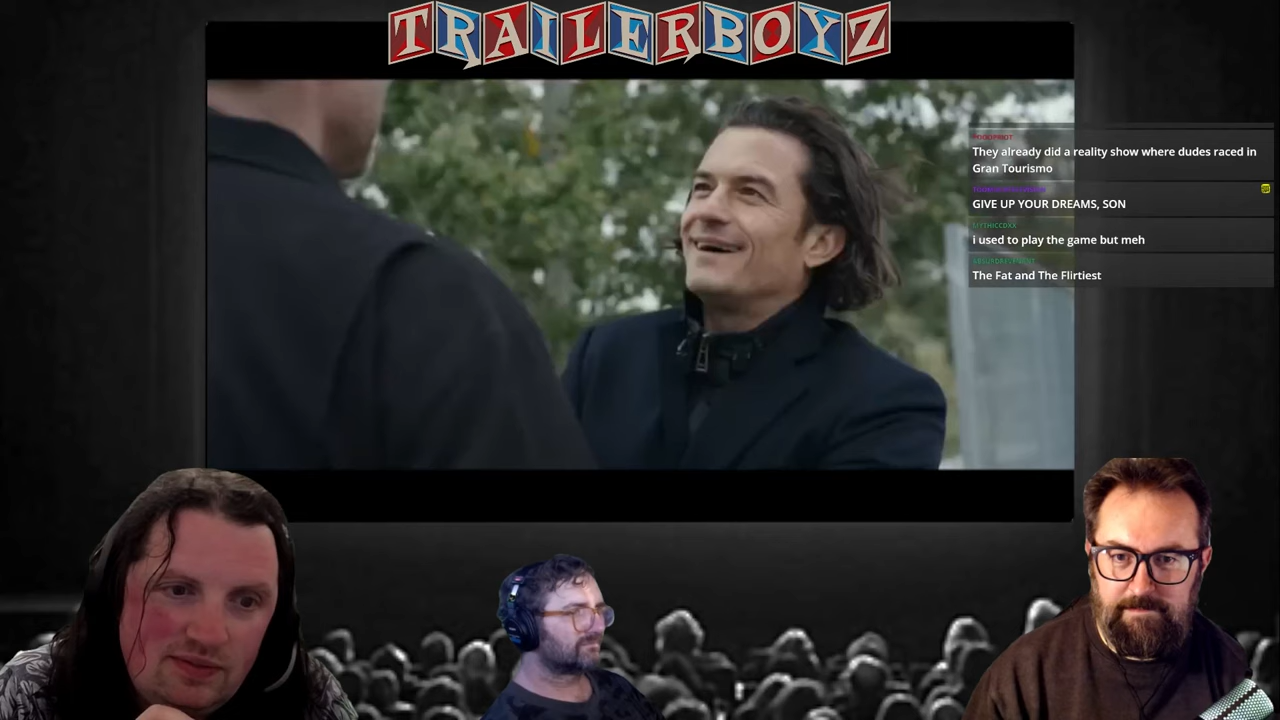 TRAILERBOYZ
They already did a reality show where dudes raced in
Gran Tourismo
GIVE UP YOUR DREAMS, SON
i used to play the game but meh
The Fat and The Flirtiest